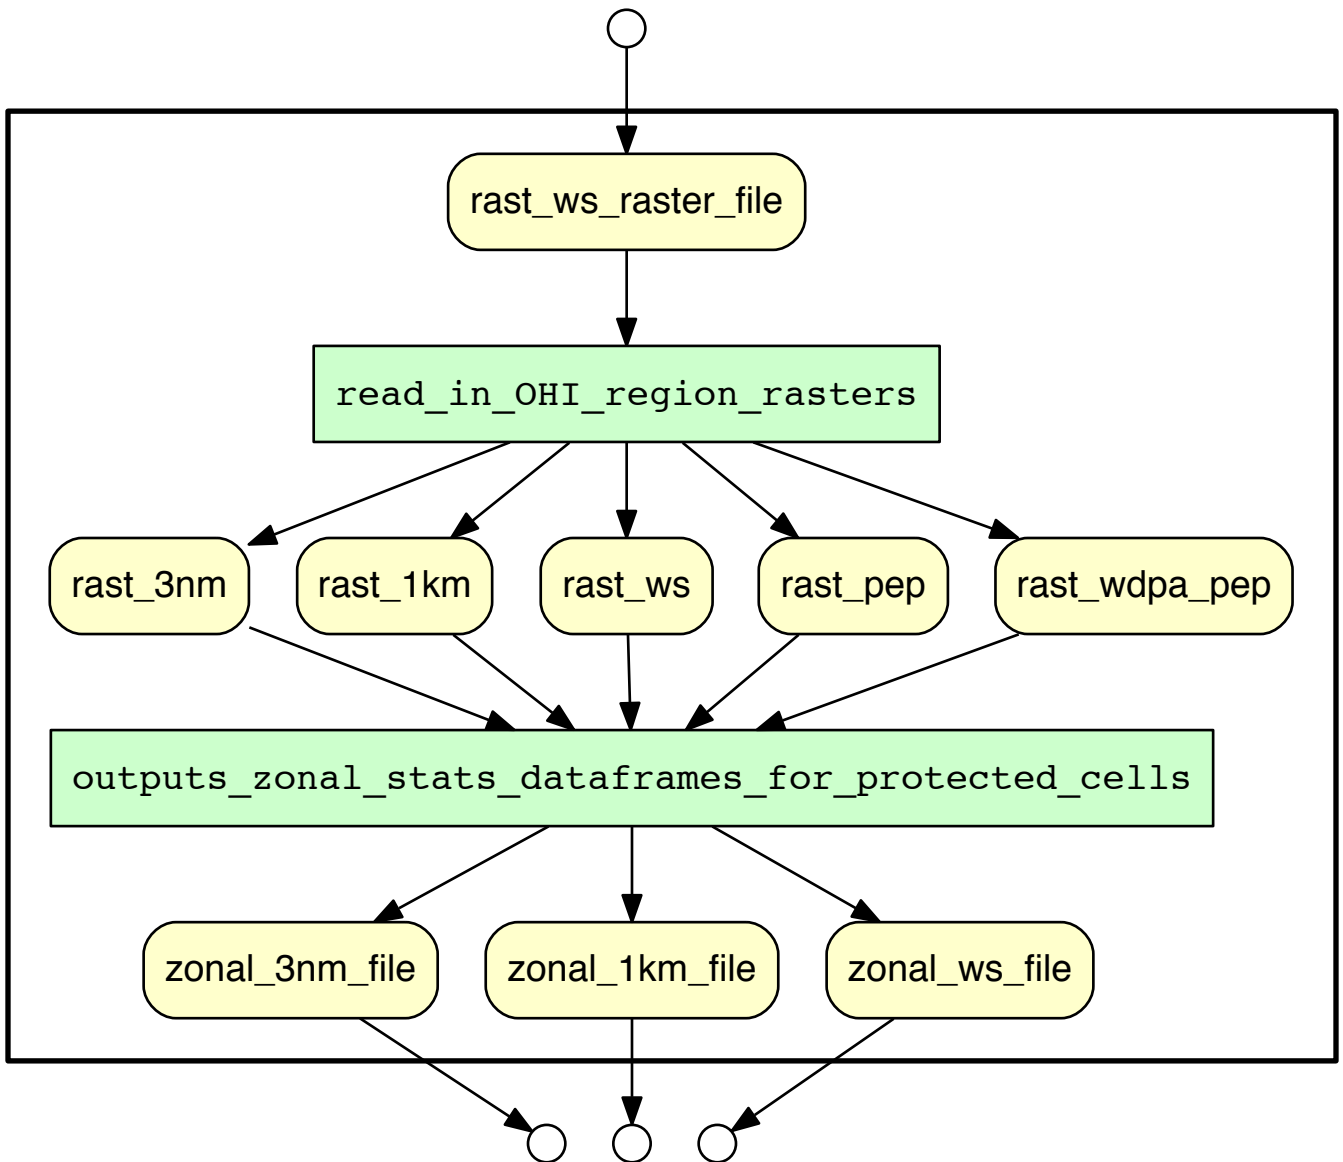 rast_ws_raster_file
read_in_OHI_region_rasters
rast_3nm
rast_1km
rast_ws
rast_pep
rast_wdpa_pep
outputs_zonal_stats_dataframes_for_protected_cells
zonal_3nm_file
zonal_1km_file
zonal_ws_file